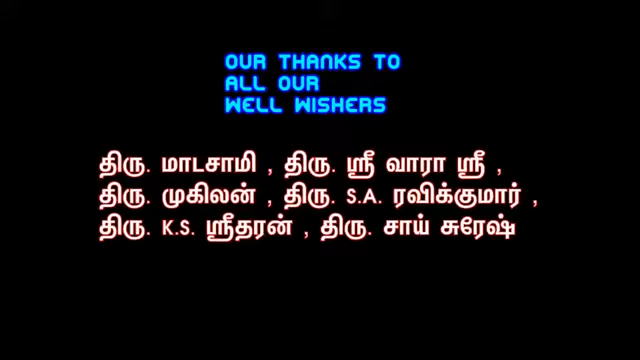 OUR THANKS TO
ALL OUR
WELL WISHERS
திரு. மாடசாமி , திரு. ஸ்ரீ வாரா ஸ்ரீ ,
திரு. முகிலன் , திரு. S.A. ரவிக்குமார் ,
திரு. K.S. ஸ்ரீதரன் , திரு. சாய் சுரேஷ்